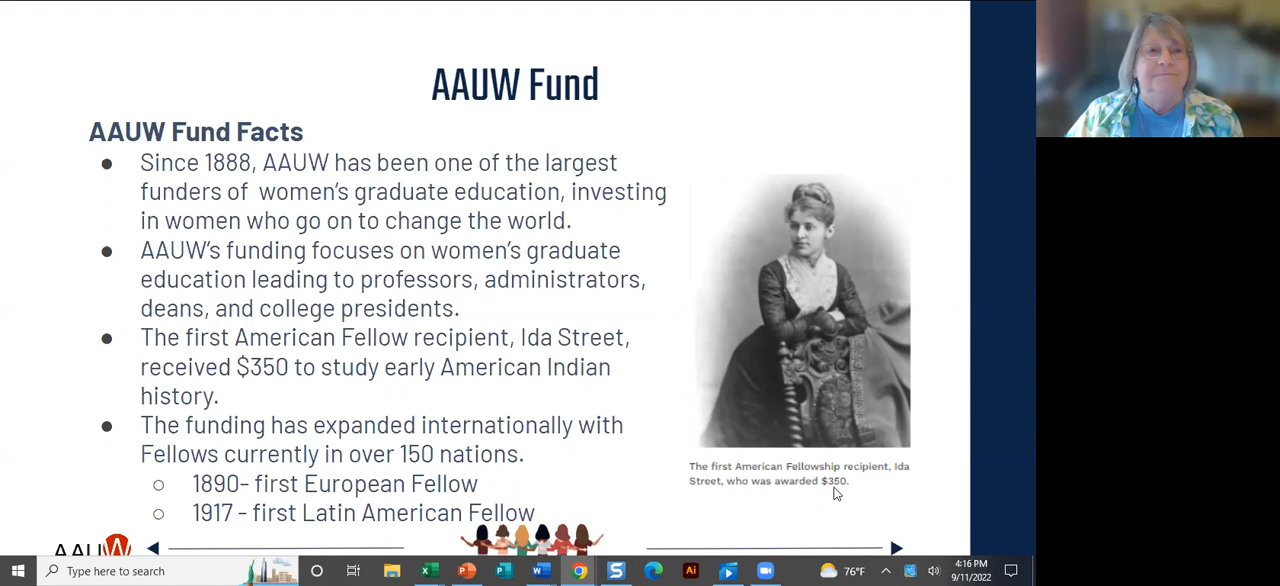 AAUW Fund
AAUW Fund Facts
● Since 1888, AAUW has been one of the largest
funders of  women's graduate education, investing
in women who go on to change the world.
● AAUW's funding focuses on women's graduate
education leading to professors, administrators,
deans, and college presidents.
● The first American Fellow recipient, Ida Street,
received $350 to study early American Indian
history.
● The funding has expanded internationally with
Fellows currently in over 150 nations.
○ 1890- first European Fellow
○ 1917 - first Latin American Fellow
The first American Fellowship recipient, Ida
Street, who was awarded $350.
AAUW
Type here to search
Ai
76°F
4:16 PM
9/11/2022